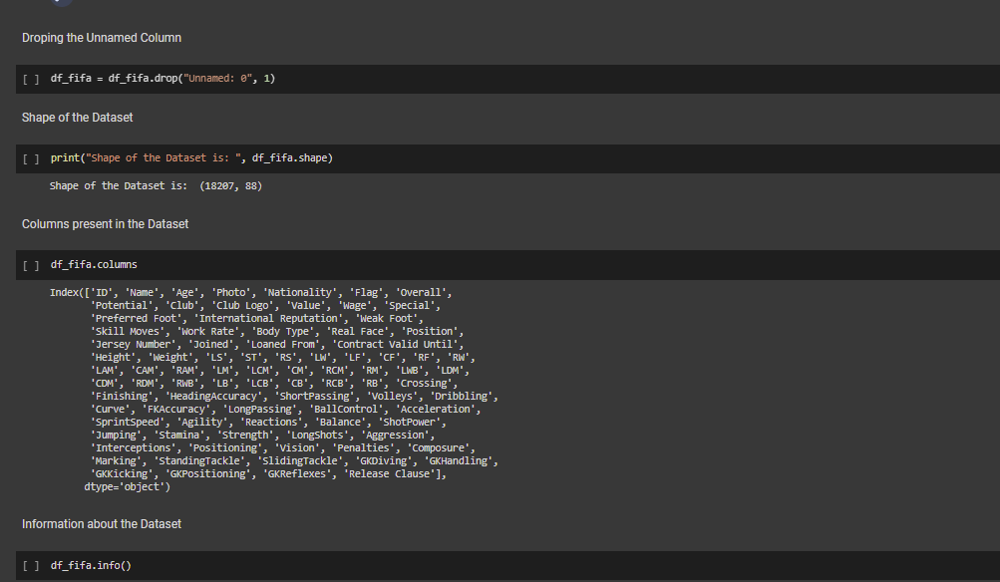 Droping the Unnamed Column
[ ] df_fifa = df_fifa.drop("Unnamed: 0", 1)
Shape of the Dataset
[ ] print("Shape of the Dataset is: ", df_fifa.shape)
Shape of the Dataset is:  (18207, 88)
Columns present in the Dataset
[ ] df_fifa.columns
Index(['ID', 'Name', 'Age', 'Photo', 'Nationality', 'Flag', 'Overall',
'Potential', 'Club', 'Club Logo', 'Value', 'Wage', 'Special',
'Preferred Foot', 'International Reputation', 'Weak Foot',
'Skill Moves', 'Work Rate', 'Body Type', 'Real Face', 'Position',
'Jersey Number', 'Joined', 'Loaned From', 'Contract Valid Until',
'Height', 'Weight', 'LS', 'ST', 'RS', 'LW', 'LF', 'CF', 'RF', 'RW',
'LAM', 'CAM', 'RAM', 'LM', 'LCM', 'CM', 'RCM', 'RM', 'LWB', 'LDM',
'CDM', 'RDM', 'RWB', 'LB', 'LCB', 'CB', 'RCB', 'RB', 'Crossing',
'Finishing', 'HeadingAccuracy', 'ShortPassing', 'Volleys', 'Dribbling',
'Curve', 'FKAccuracy', 'LongPassing', 'BallControl', 'Acceleration',
'SprintSpeed', 'Agility', 'Reactions', 'Balance', 'ShotPower',
'Jumping', 'Stamina', 'Strength', 'LongShots', 'Aggression',
'Interceptions', 'Positioning', 'Vision', 'Penalties', 'Composure',
'Marking', 'StandingTackle', 'SlidingTackle', 'GKDiving', 'GKHandling',
'GKKicking', 'GKPositioning', 'GKReflexes', 'Release Clause'],
dtype='object')
Information about the Dataset
[ ] df_fifa.info()